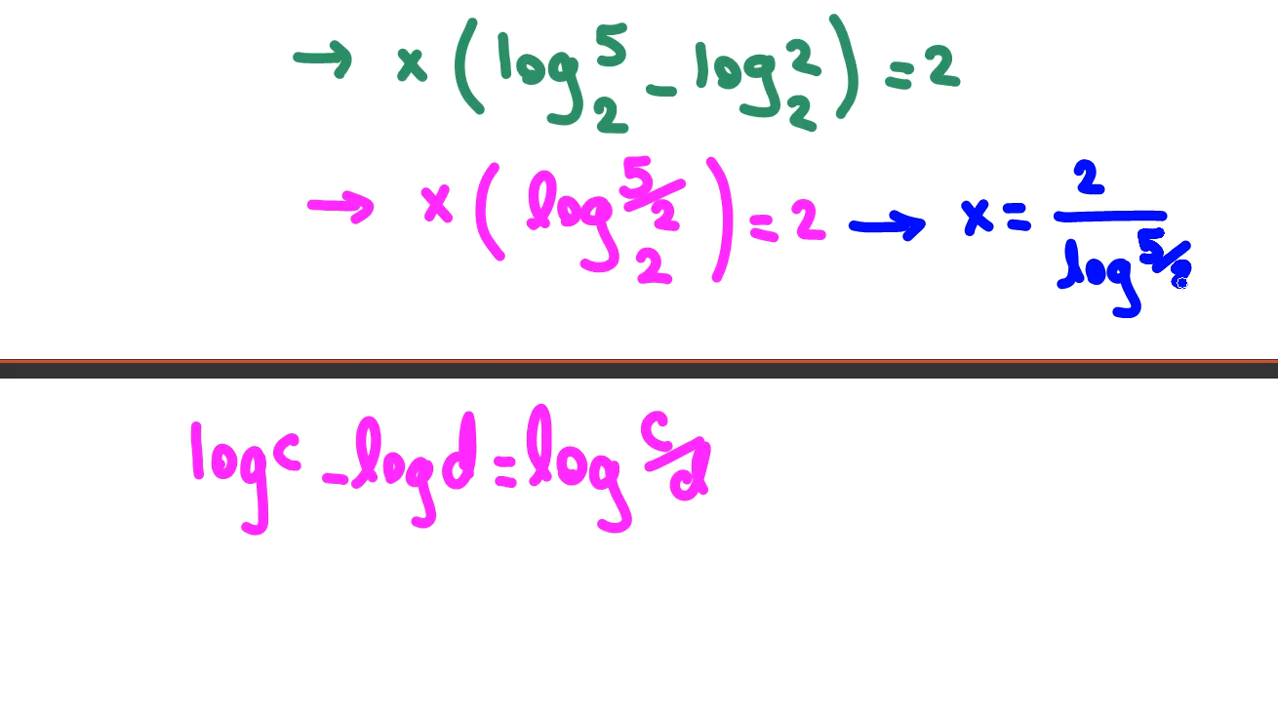 → x ( log₂⁵ - log₂² ) = 2
→ x ( log₂^5/2 ) = 2 → x = 2 / log^5/2
log c - log d = log c/d